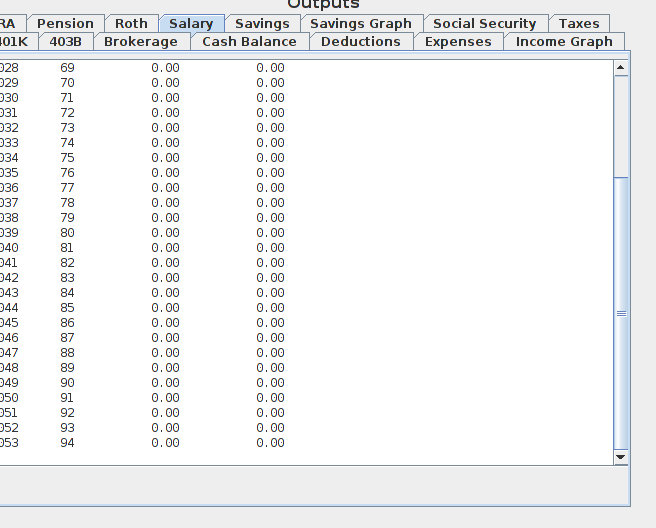 Outputs
RA Pension Roth Salary Savings Savings Graph Social Security Taxes
401K 403B Brokerage Cash Balance Deductions Expenses Income Graph
028 69 0.00 0.00
029 70 0.00 0.00
030 71 0.00 0.00
031 72 0.00 0.00
032 73 0.00 0.00
033 74 0.00 0.00
034 75 0.00 0.00
035 76 0.00 0.00
036 77 0.00 0.00
037 78 0.00 0.00
038 79 0.00 0.00
039 80 0.00 0.00
040 81 0.00 0.00
041 82 0.00 0.00
042 83 0.00 0.00
043 84 0.00 0.00
044 85 0.00 0.00
045 86 0.00 0.00
046 87 0.00 0.00
047 88 0.00 0.00
048 89 0.00 0.00
049 90 0.00 0.00
050 91 0.00 0.00
051 92 0.00 0.00
052 93 0.00 0.00
053 94 0.00 0.00